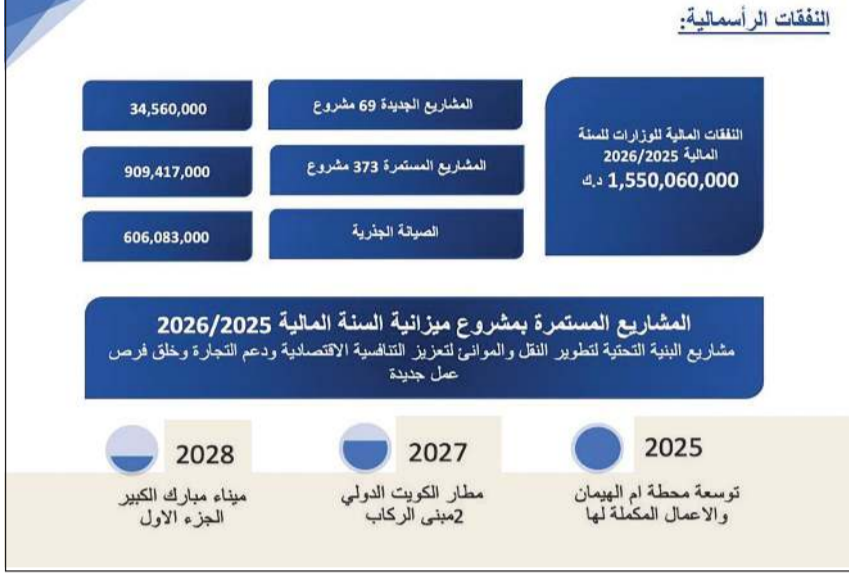 النفقات الرأسمالية:
النفقات المالية للوزارات للسنة
المالية 2026/2025
1,550,060,000 د.ك
المشاريع الجديدة 69 مشروع
34,560,000
المشاريع المستمرة 373 مشروع
909,417,000
الصيانة الجذرية
606,083,000
المشاريع المستمرة بمشروع ميزانية السنة المالية 2026/2025
مشاريع البنية التحتية لتطوير النقل والموانئ لتعزيز التنافسية الاقتصادية ودعم التجارة وخلق فرص
عمل جديدة
2025
توسعة محطة ام الهيمان
والاعمال المكملة لها
2027
مطار الكويت الدولي
2مبنى الركاب
2028
ميناء مبارك الكبير
الجزء الاول